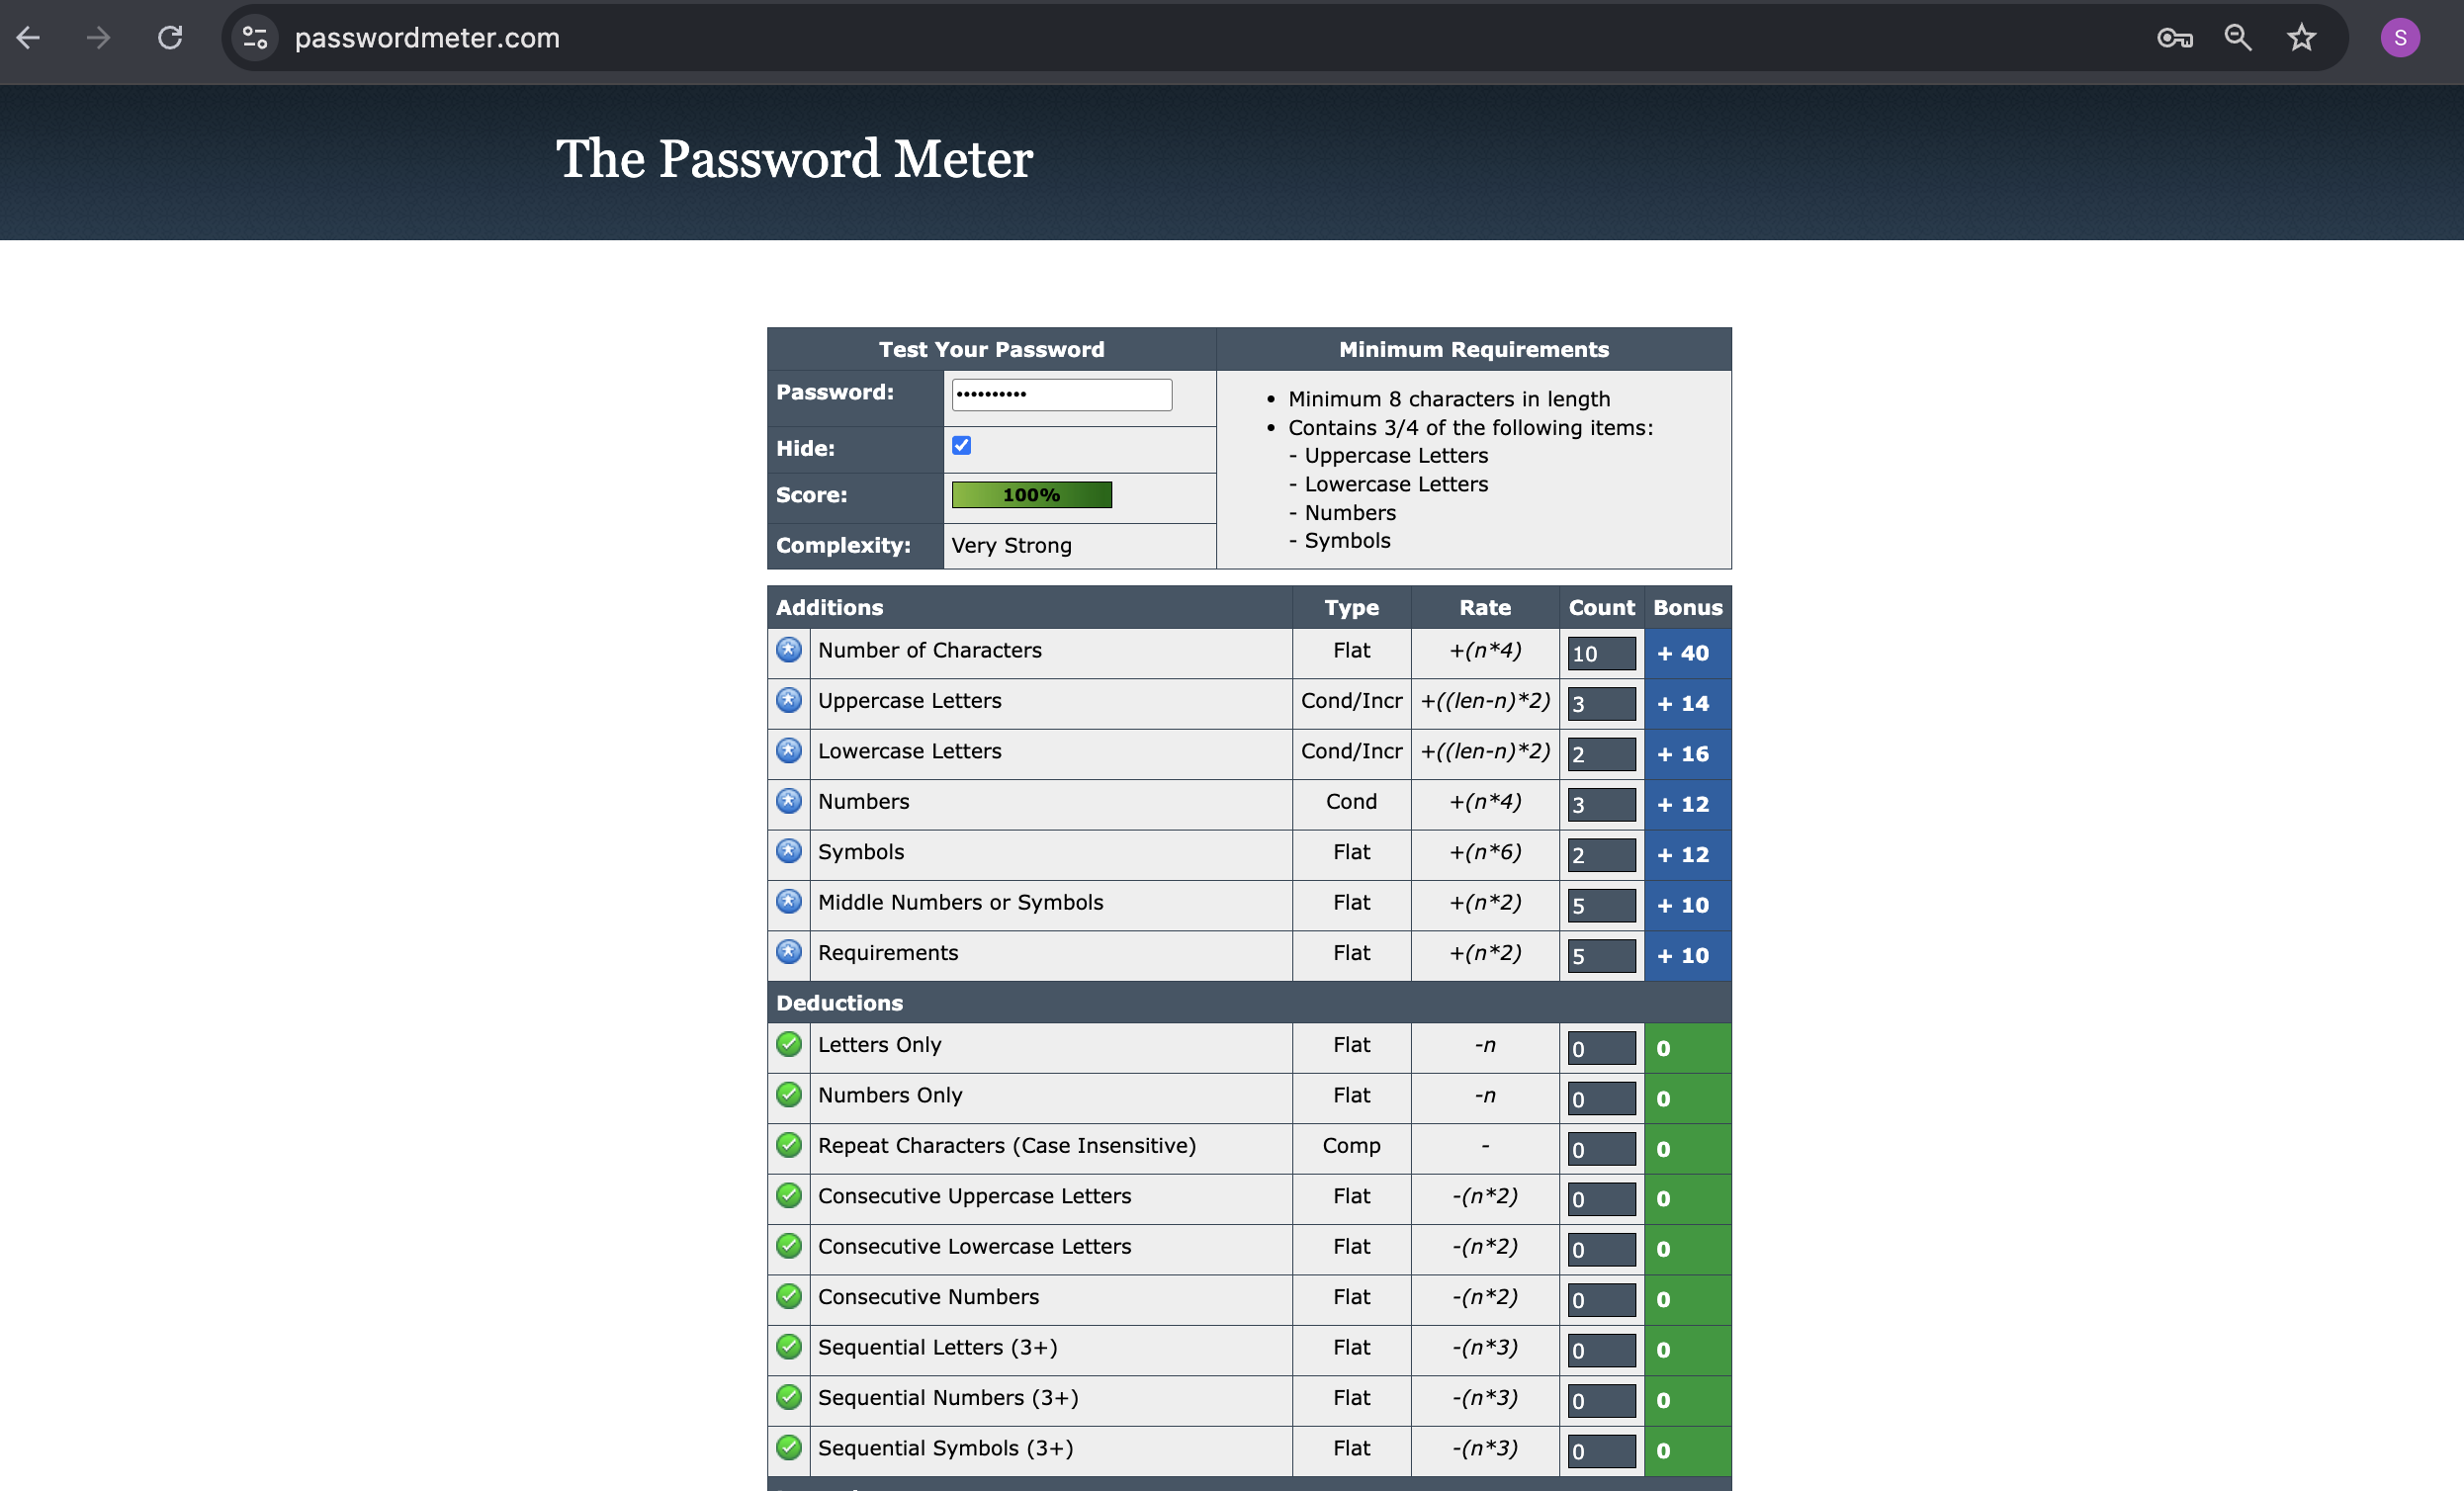 passwordmeter.com
S
The Password Meter
Test Your Password Minimum Requirements
Password: ••••••••••
Hide:
Score: 100%
Complexity: Very Strong
• Minimum 8 characters in length
• Contains 3/4 of the following items:
- Uppercase Letters
- Lowercase Letters
- Numbers
- Symbols
Additions Type Rate Count Bonus
Number of Characters Flat +(n*4) 10 + 40
Uppercase Letters Cond/Incr +((len-n)*2) 3 + 14
Lowercase Letters Cond/Incr +((len-n)*2) 2 + 16
Numbers Cond +(n*4) 3 + 12
Symbols Flat +(n*6) 2 + 12
Middle Numbers or Symbols Flat +(n*2) 5 + 10
Requirements Flat +(n*2) 5 + 10
Deductions
Letters Only Flat -n 0 0
Numbers Only Flat -n 0 0
Repeat Characters (Case Insensitive) Comp - 0 0
Consecutive Uppercase Letters Flat -(n*2) 0 0
Consecutive Lowercase Letters Flat -(n*2) 0 0
Consecutive Numbers Flat -(n*2) 0 0
Sequential Letters (3+) Flat -(n*3) 0 0
Sequential Numbers (3+) Flat -(n*3) 0 0
Sequential Symbols (3+) Flat -(n*3) 0 0